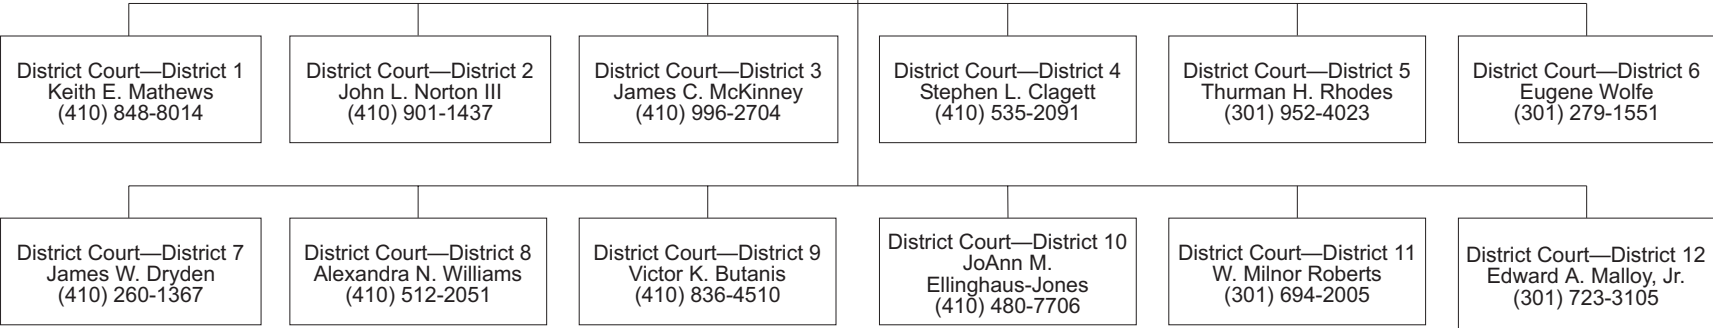 District Court—District 1
Keith E. Mathews
(410) 848-8014
District Court—District 2
John L. Norton III
(410) 901-1437
District Court—District 3
James C. McKinney
(410) 996-2704
District Court—District 4
Stephen L. Clagett
(410) 535-2091
District Court—District 5
Thurman H. Rhodes
(301) 952-4023
District Court—District 6
Eugene Wolfe
(301) 279-1551
District Court—District 7
James W. Dryden
(410) 260-1367
District Court—District 8
Alexandra N. Williams
(410) 512-2051
District Court—District 9
Victor K. Butanis
(410) 836-4510
District Court—District 10
JoAnn M.
Ellinghaus-Jones
(410) 480-7706
District Court—District 11
W. Milnor Roberts
(301) 694-2005
District Court—District 12
Edward A. Malloy, Jr.
(301) 723-3105